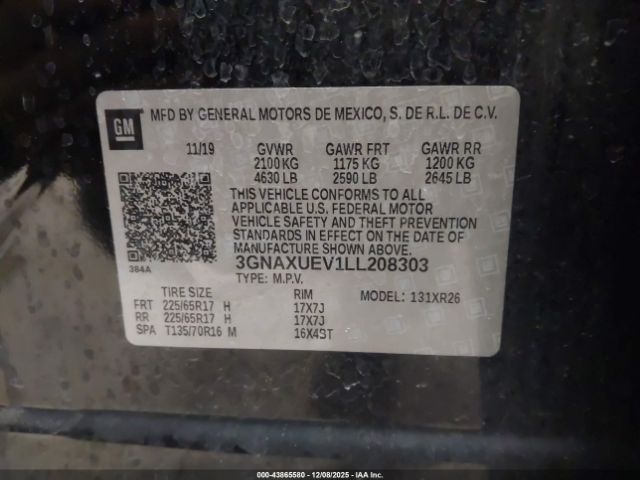 GM
MFD BY GENERAL MOTORS DE MEXICO, S. DE R.L. DE C.V.
11/19 GVWR GAWR FRT GAWR RR
2100 KG 1175 KG 1200 KG
4630 LB 2590 LB 2645 LB
THIS VEHICLE CONFORMS TO ALL
APPLICABLE U.S. FEDERAL MOTOR
VEHICLE SAFETY AND THEFT PREVENTION
STANDARDS IN EFFECT ON THE DATE OF
MANUFACTURE SHOWN ABOVE.
384A
3GNAXUEV1LL208303
TYPE: M.P.V.
TIRE SIZE RIM MODEL: 131XR26
FRT 225/65R17 H 17X7J
RR 225/65R17 H 17X7J
SPA T135/70R16 M 16X4ST
000-43865580 | 12/08/2025 - IAA Inc.